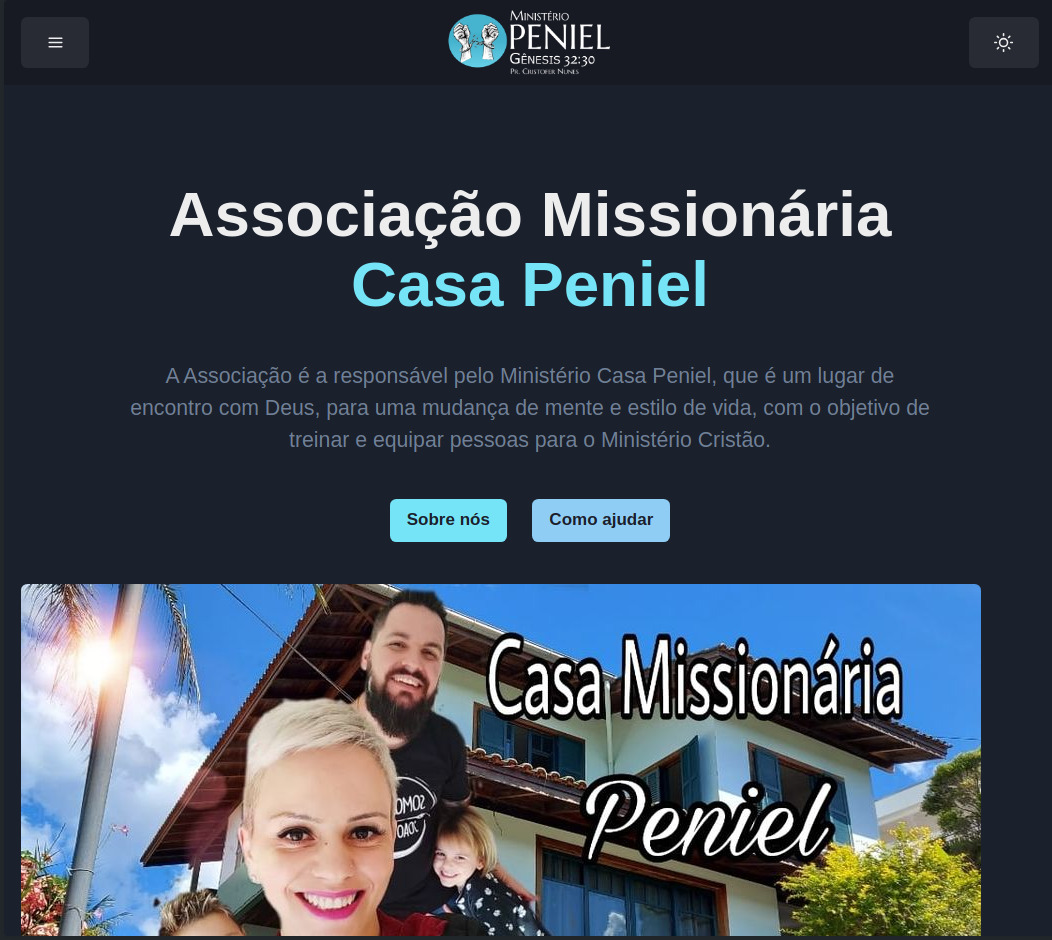 MINISTÉRIO
PENIEL
GÊNESIS 32:30
PR. CRISTOFER NUNES
Associação Missionária
Casa Peniel
A Associação é a responsável pelo Ministério Casa Peniel, que é um lugar de
encontro com Deus, para uma mudança de mente e estilo de vida, com o objetivo de
treinar e equipar pessoas para o Ministério Cristão.
Sobre nós
Como ajudar
Casa Missionária
Peniel